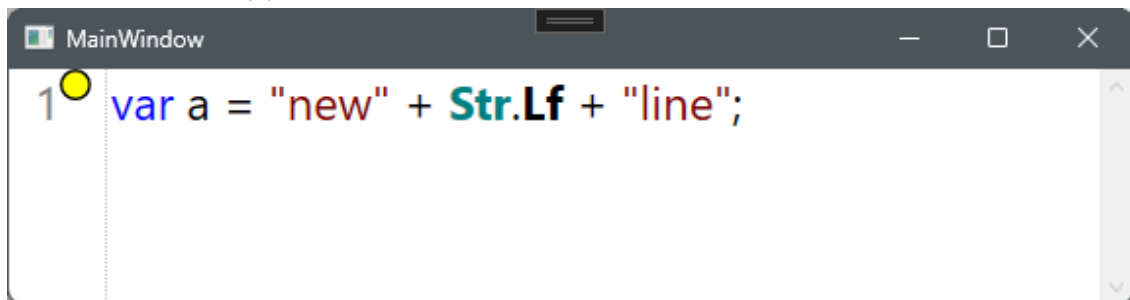 MainWindow
1 var a = "new" + Str.Lf + "line";